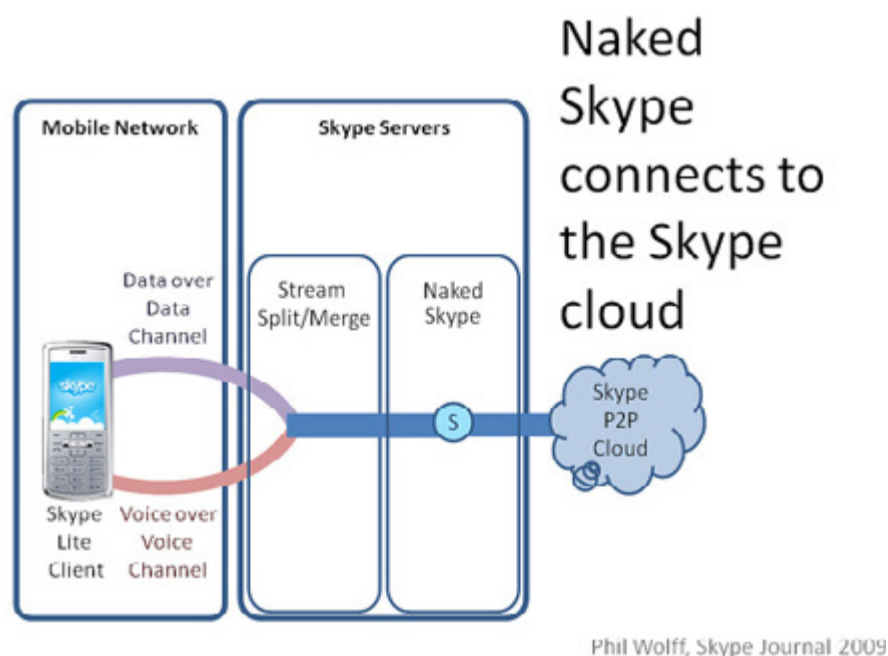 Naked
Skype
connects to
the Skype
cloud
Mobile Network
Skype Servers
Data over
Data
Channel
Stream
Split/Merge
Naked
Skype
skype
S
Skype
P2P
Cloud
Skype
Lite
Client
Voice over
Voice
Channel
Phil Wolff, Skype Journal 2009